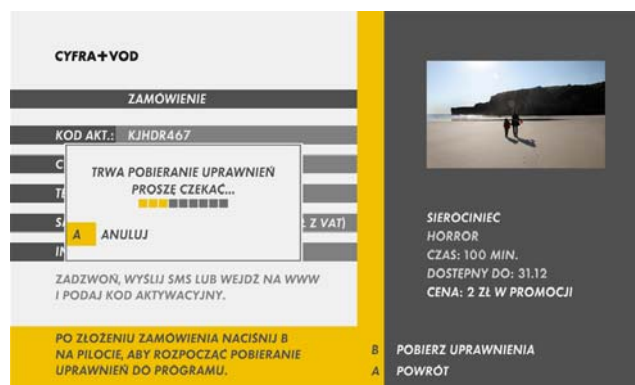 CYFRA+VOD
ZAMÓWIENIE
KOD AKT.: KJHDR467
TRWA POBIERANIE UPRAWNIEŃ
PROSZĘ CZEKAĆ...
A ANULUJ
Z VAT)
ZADZWOŃ, WYŚLIJ SMS LUB WEJDŹ NA WWW
I PODAJ KOD AKTYWACYJNY.
PO ZŁOŻENIU ZAMÓWIENIA NACIŚNIJ B
NA PILOCIE, ABY ROZPOCZĄĆ POBIERANIE
UPRAWNIEŃ DO PROGRAMU.
SIEROCINIEC
HORROR
CZAS: 100 MIN.
DOSTĘPNY DO: 31.12
CENA: 2 ZŁ W PROMOCJI
B POBIERZ UPRAWNIENIA
A POWRÓT